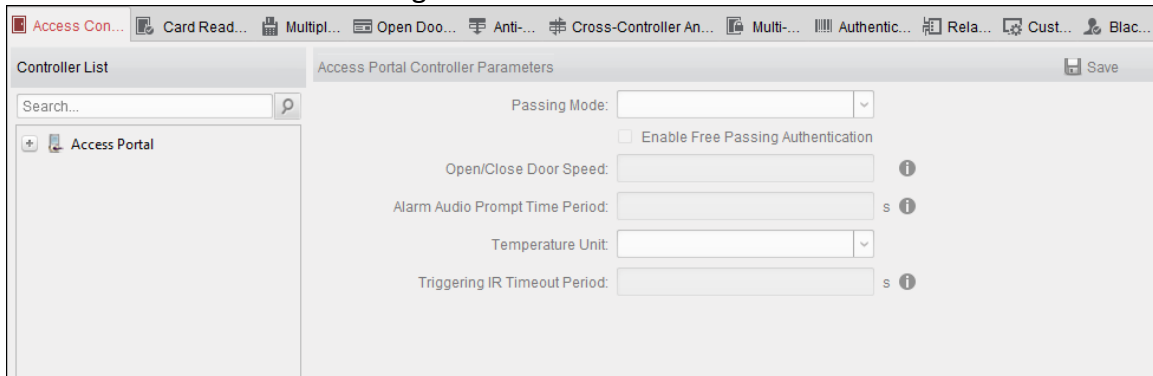 Access Con... Card Read... Multipl... Open Doo... Anti-... Cross-Controller An... Multi-... Authentic... Rela... Cust... Blac...
Controller List
Access Portal Controller Parameters
Save
Search...
Passing Mode:
Access Portal
Enable Free Passing Authentication
Open/Close Door Speed:
Alarm Audio Prompt Time Period: s
Temperature Unit:
Triggering IR Timeout Period: s